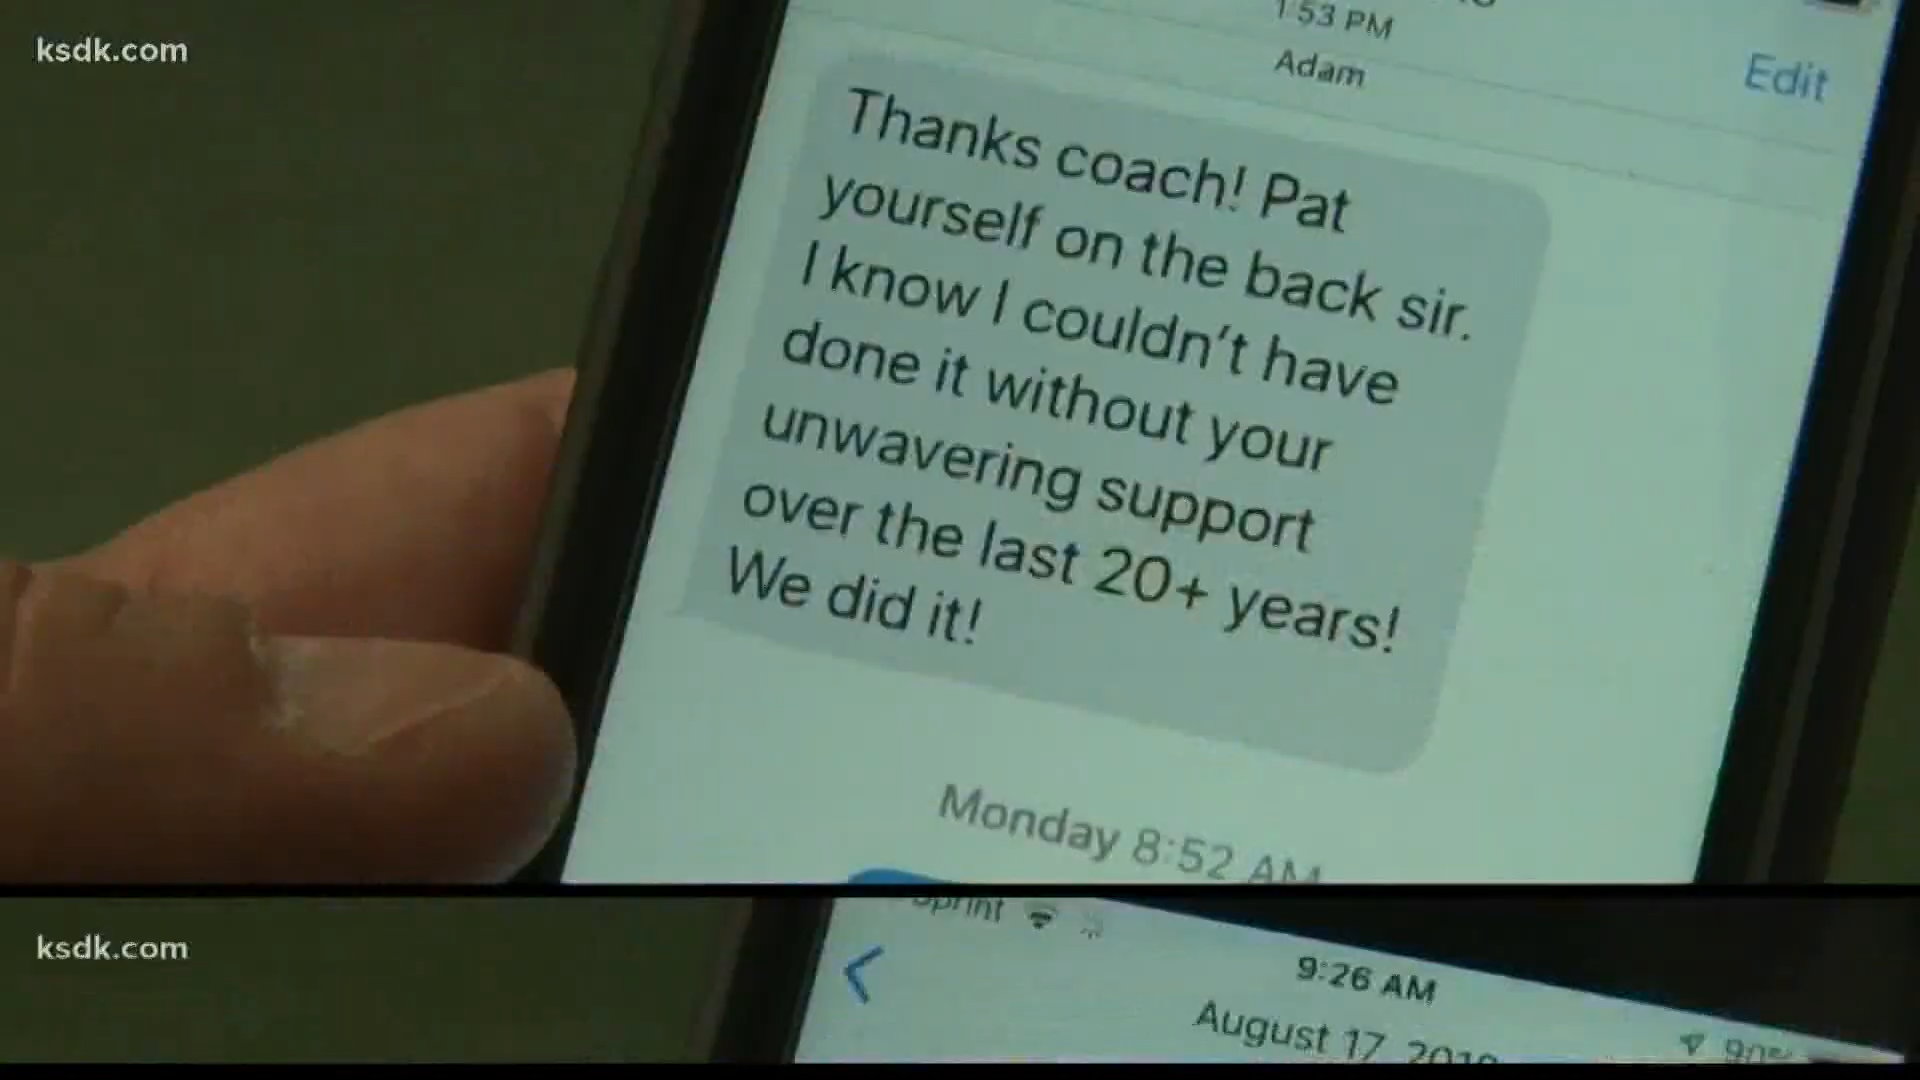 ksdk.com
1:53 PM
Adam
Edit
Thanks coach! Pat
yourself on the back sir.
I know I couldn't have
done it without your
unwavering support
over the last 20+ years!
We did it!
Monday 8:52 AM
ksdk.com
Sprint
9:26 AM
August 17,